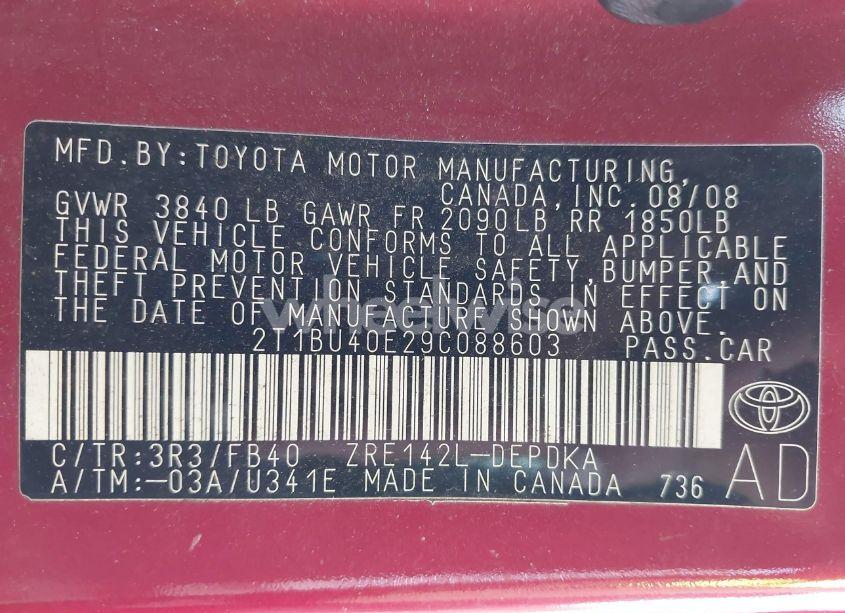 MFD.BY:TOYOTA MOTOR MANUFACTURING,
CANADA,INC. 08/08
GVWR 3840 LB GAWR FR 2090LB RR 1850LB
THIS VEHICLE CONFORMS TO ALL APPLICABLE
FEDERAL MOTOR VEHICLE SAFETY,BUMPER,AND
THEFT PREVENTION STANDARDS IN EFFECT ON
THE DATE OF MANUFACTURE SHOWN ABOVE.
wheelwise
2T1BU40E29C088603 PASS.CAR
C/TR:3R3/FB40 ZRE142L-DEPDKA
A/TM:-03A/U341E MADE IN CANADA 736
AD